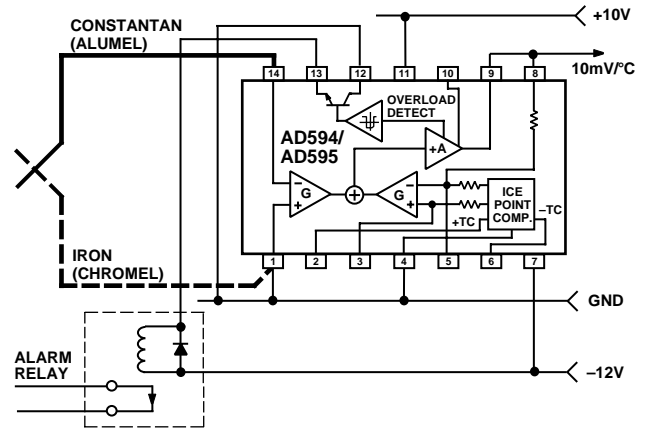 CONSTANTAN
(ALUMEL)
+10V
10mV/°C
14
13
12
11
10
9
8
OVERLOAD
DETECT
AD594/
AD595
+A
–
G
+
–
G
+
ICE
POINT
COMP.
–TC
+TC
IRON
(CHROMEL)
1
2
3
4
5
6
7
GND
ALARM
RELAY
–12V